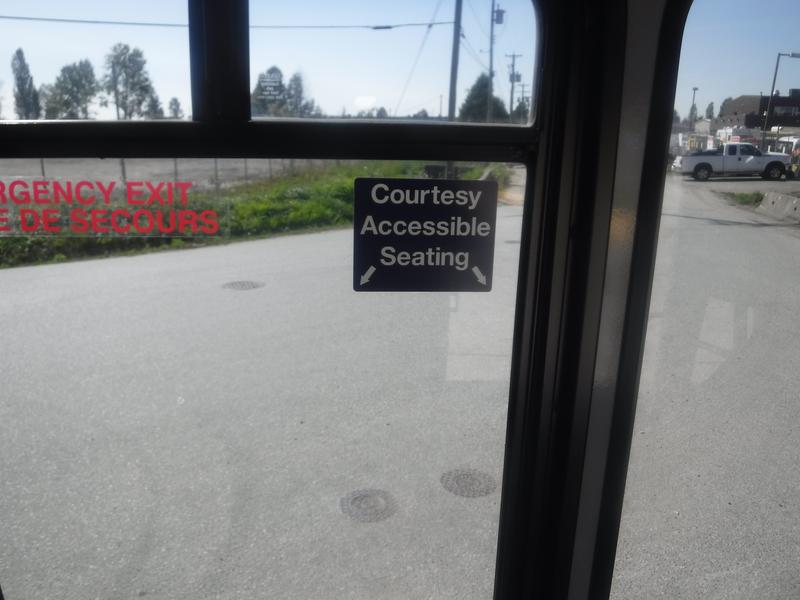 RGENCY EXIT
E DE SECOURS
Courtesy
Accessible
Seating